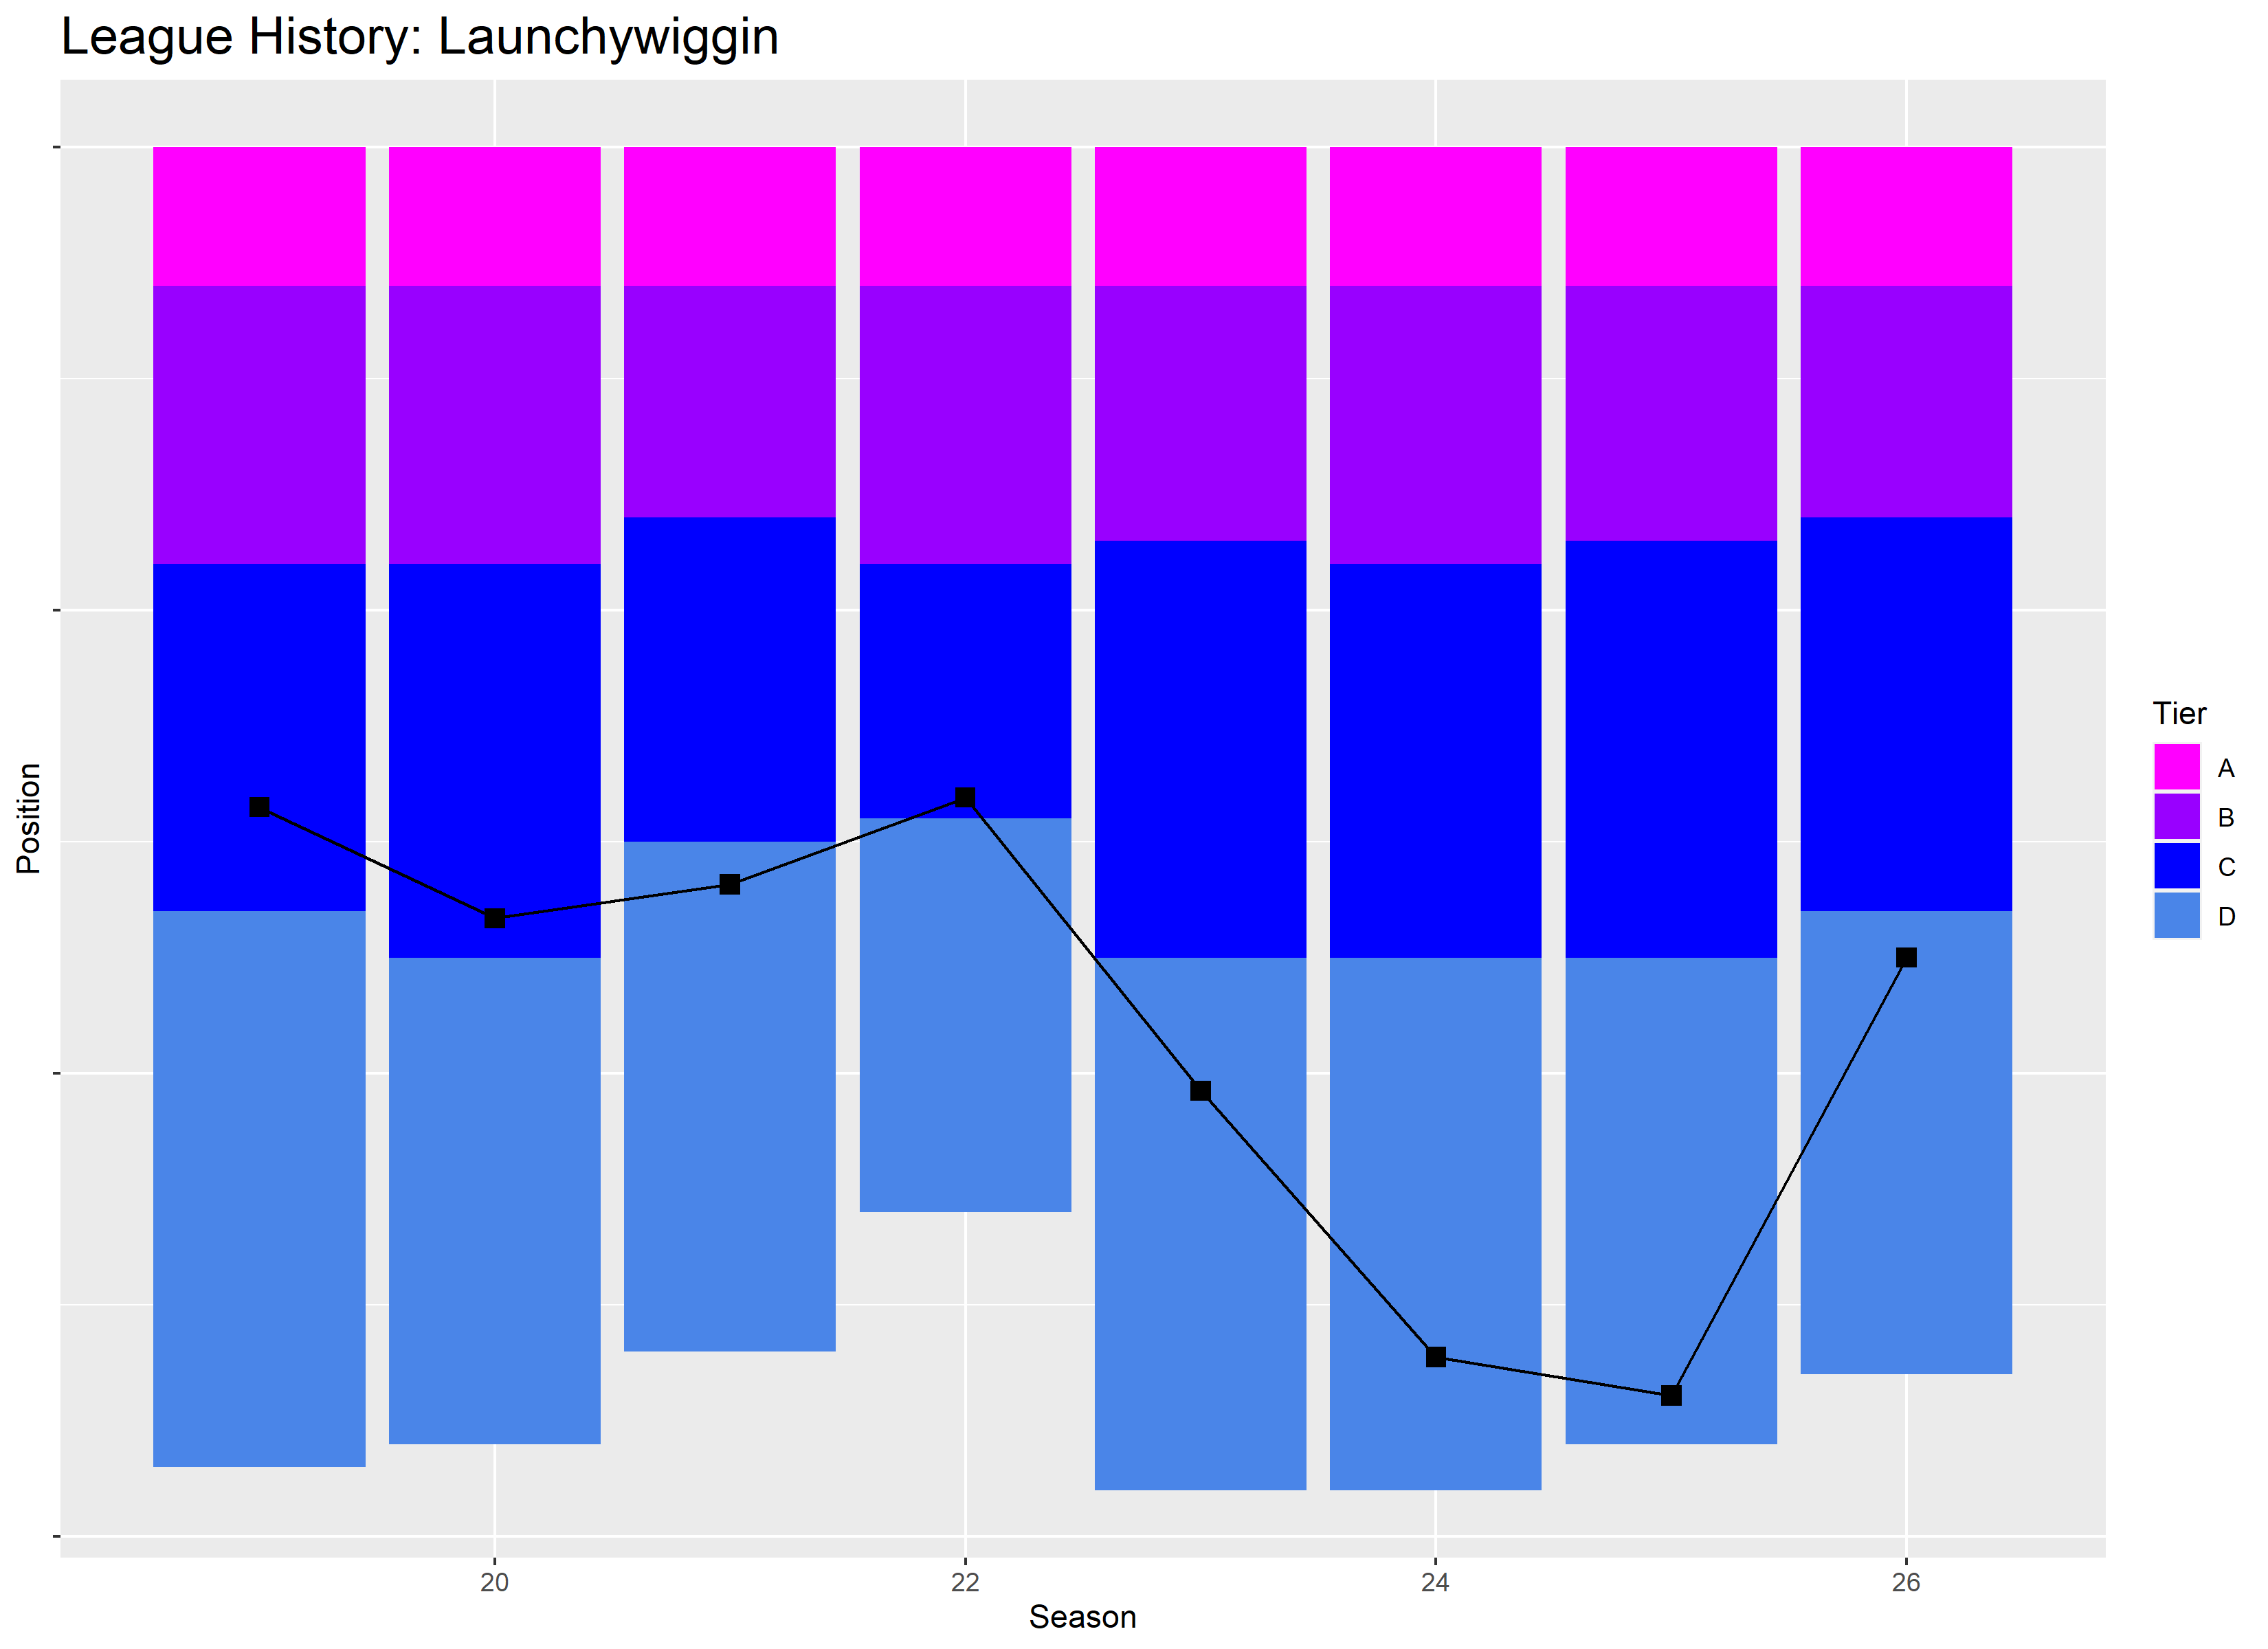 League History: Launchywiggin
Position
Tier
A
B
C
D
20 22 24 26
Season